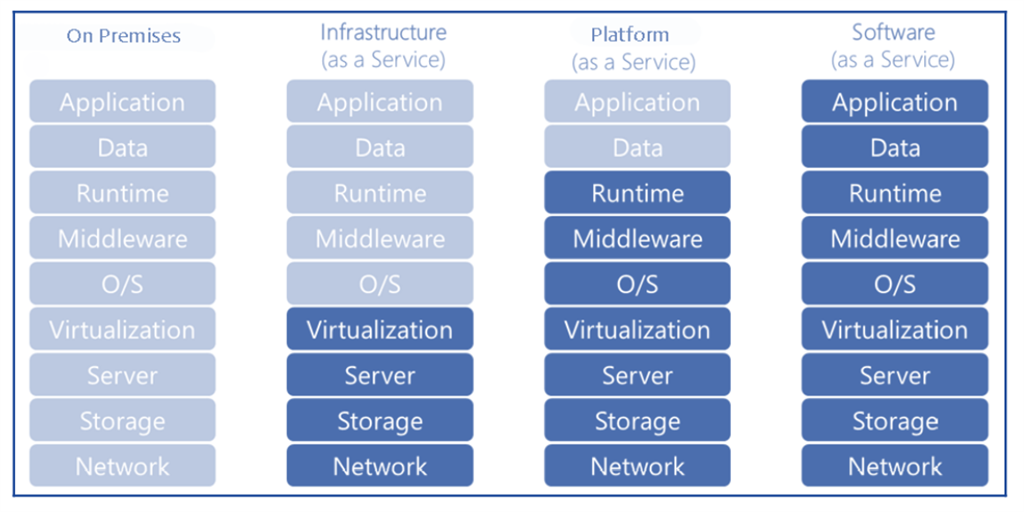 On Premises
Application
Data
Runtime
Middleware
O/S
Virtualization
Server
Storage
Network
Infrastructure
(as a Service)
Application
Data
Runtime
Middleware
O/S
Virtualization
Server
Storage
Network
Platform
(as a Service)
Application
Data
Runtime
Middleware
O/S
Virtualization
Server
Storage
Network
Software
(as a Service)
Application
Data
Runtime
Middleware
O/S
Virtualization
Server
Storage
Network